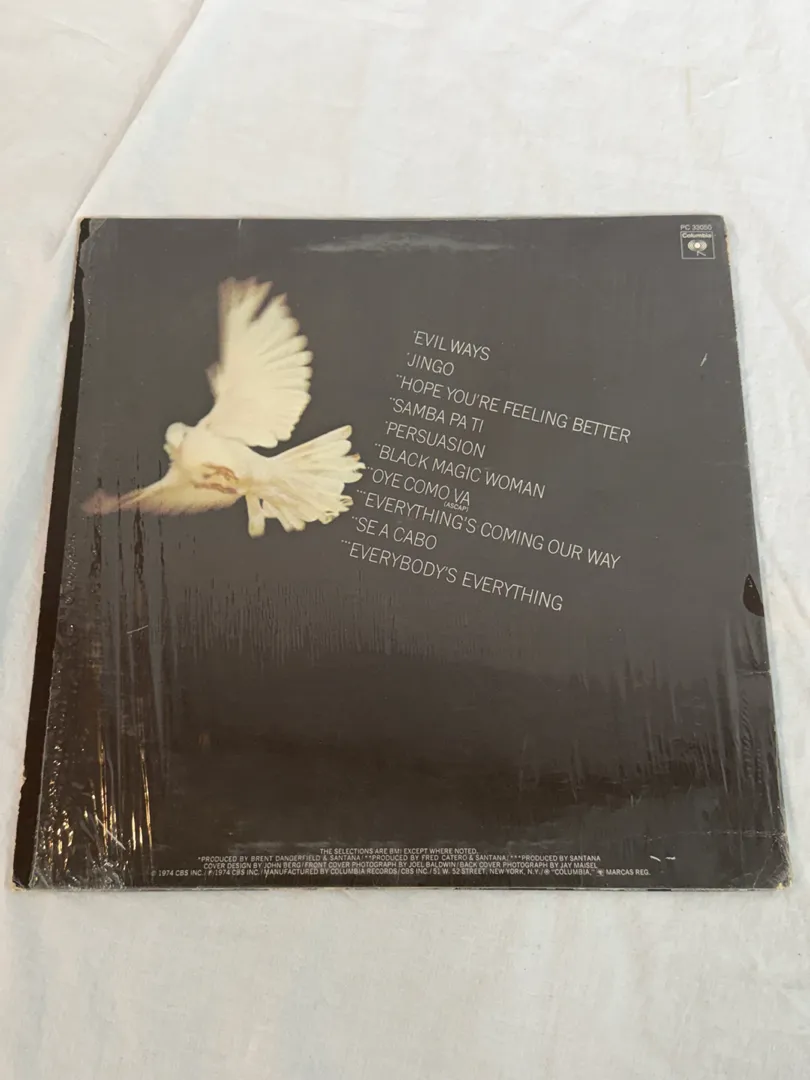 PC 33050
Columbia
*EVIL WAYS
*JINGO
**HOPE YOU'RE FEELING BETTER
**SAMBA PA TI
*PERSUASION
**BLACK MAGIC WOMAN
**OYE COMO VA
(ASCAP)
***EVERYTHING'S COMING OUR WAY
**SE A CABO
***EVERYBODY'S EVERYTHING
THE SELECTIONS ARE BMI EXCEPT WHERE NOTED.
*PRODUCED BY BRENT DANGERFIELD & SANTANA/**PRODUCED BY FRED CATERO & SANTANA/***PRODUCED BY SANTANA
COVER DESIGN BY JOHN BERG/FRONT COVER PHOTOGRAPH BY JOEL BALDWIN/BACK COVER PHOTOGRAPH BY JAY MAISEL
© 1974 CBS INC./℗ 1974 CBS INC./MANUFACTURED BY COLUMBIA RECORDS/CBS INC./51 W. 52 STREET, NEW YORK, N.Y./® "COLUMBIA," MARCAS REG.